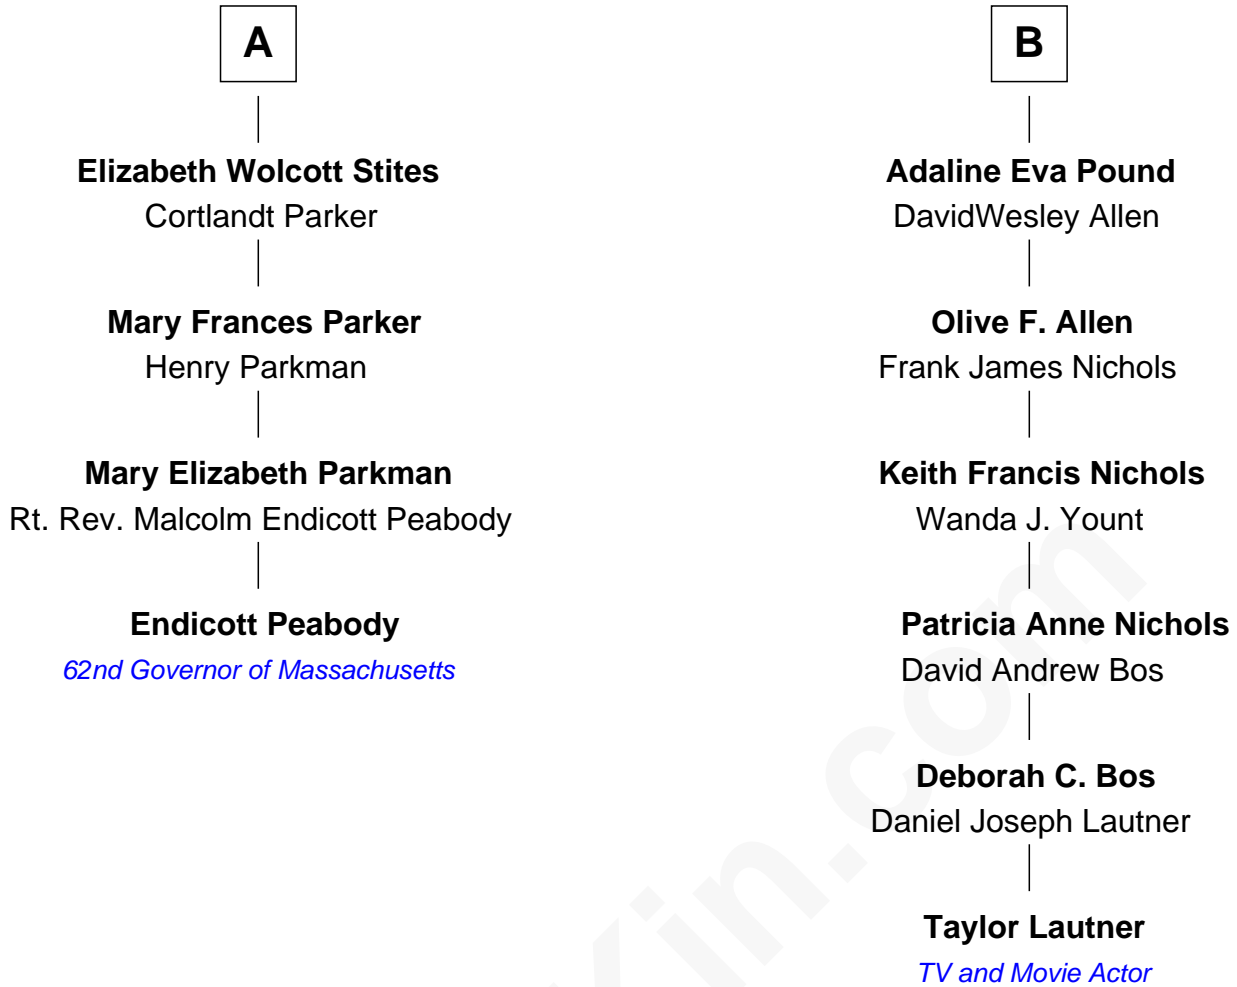 A
Elizabeth Wolcott Stites
Cortlandt Parker
Mary Frances Parker
Henry Parkman
Mary Elizabeth Parkman
Rt. Rev. Malcolm Endicott Peabody
Endicott Peabody
62nd Governor of Massachusetts
B
Adaline Eva Pound
DavidWesley Allen
Olive F. Allen
Frank James Nichols
Keith Francis Nichols
Wanda J. Yount
Patricia Anne Nichols
David Andrew Bos
Deborah C. Bos
Daniel Joseph Lautner
Taylor Lautner
TV and Movie Actor
Kin.com